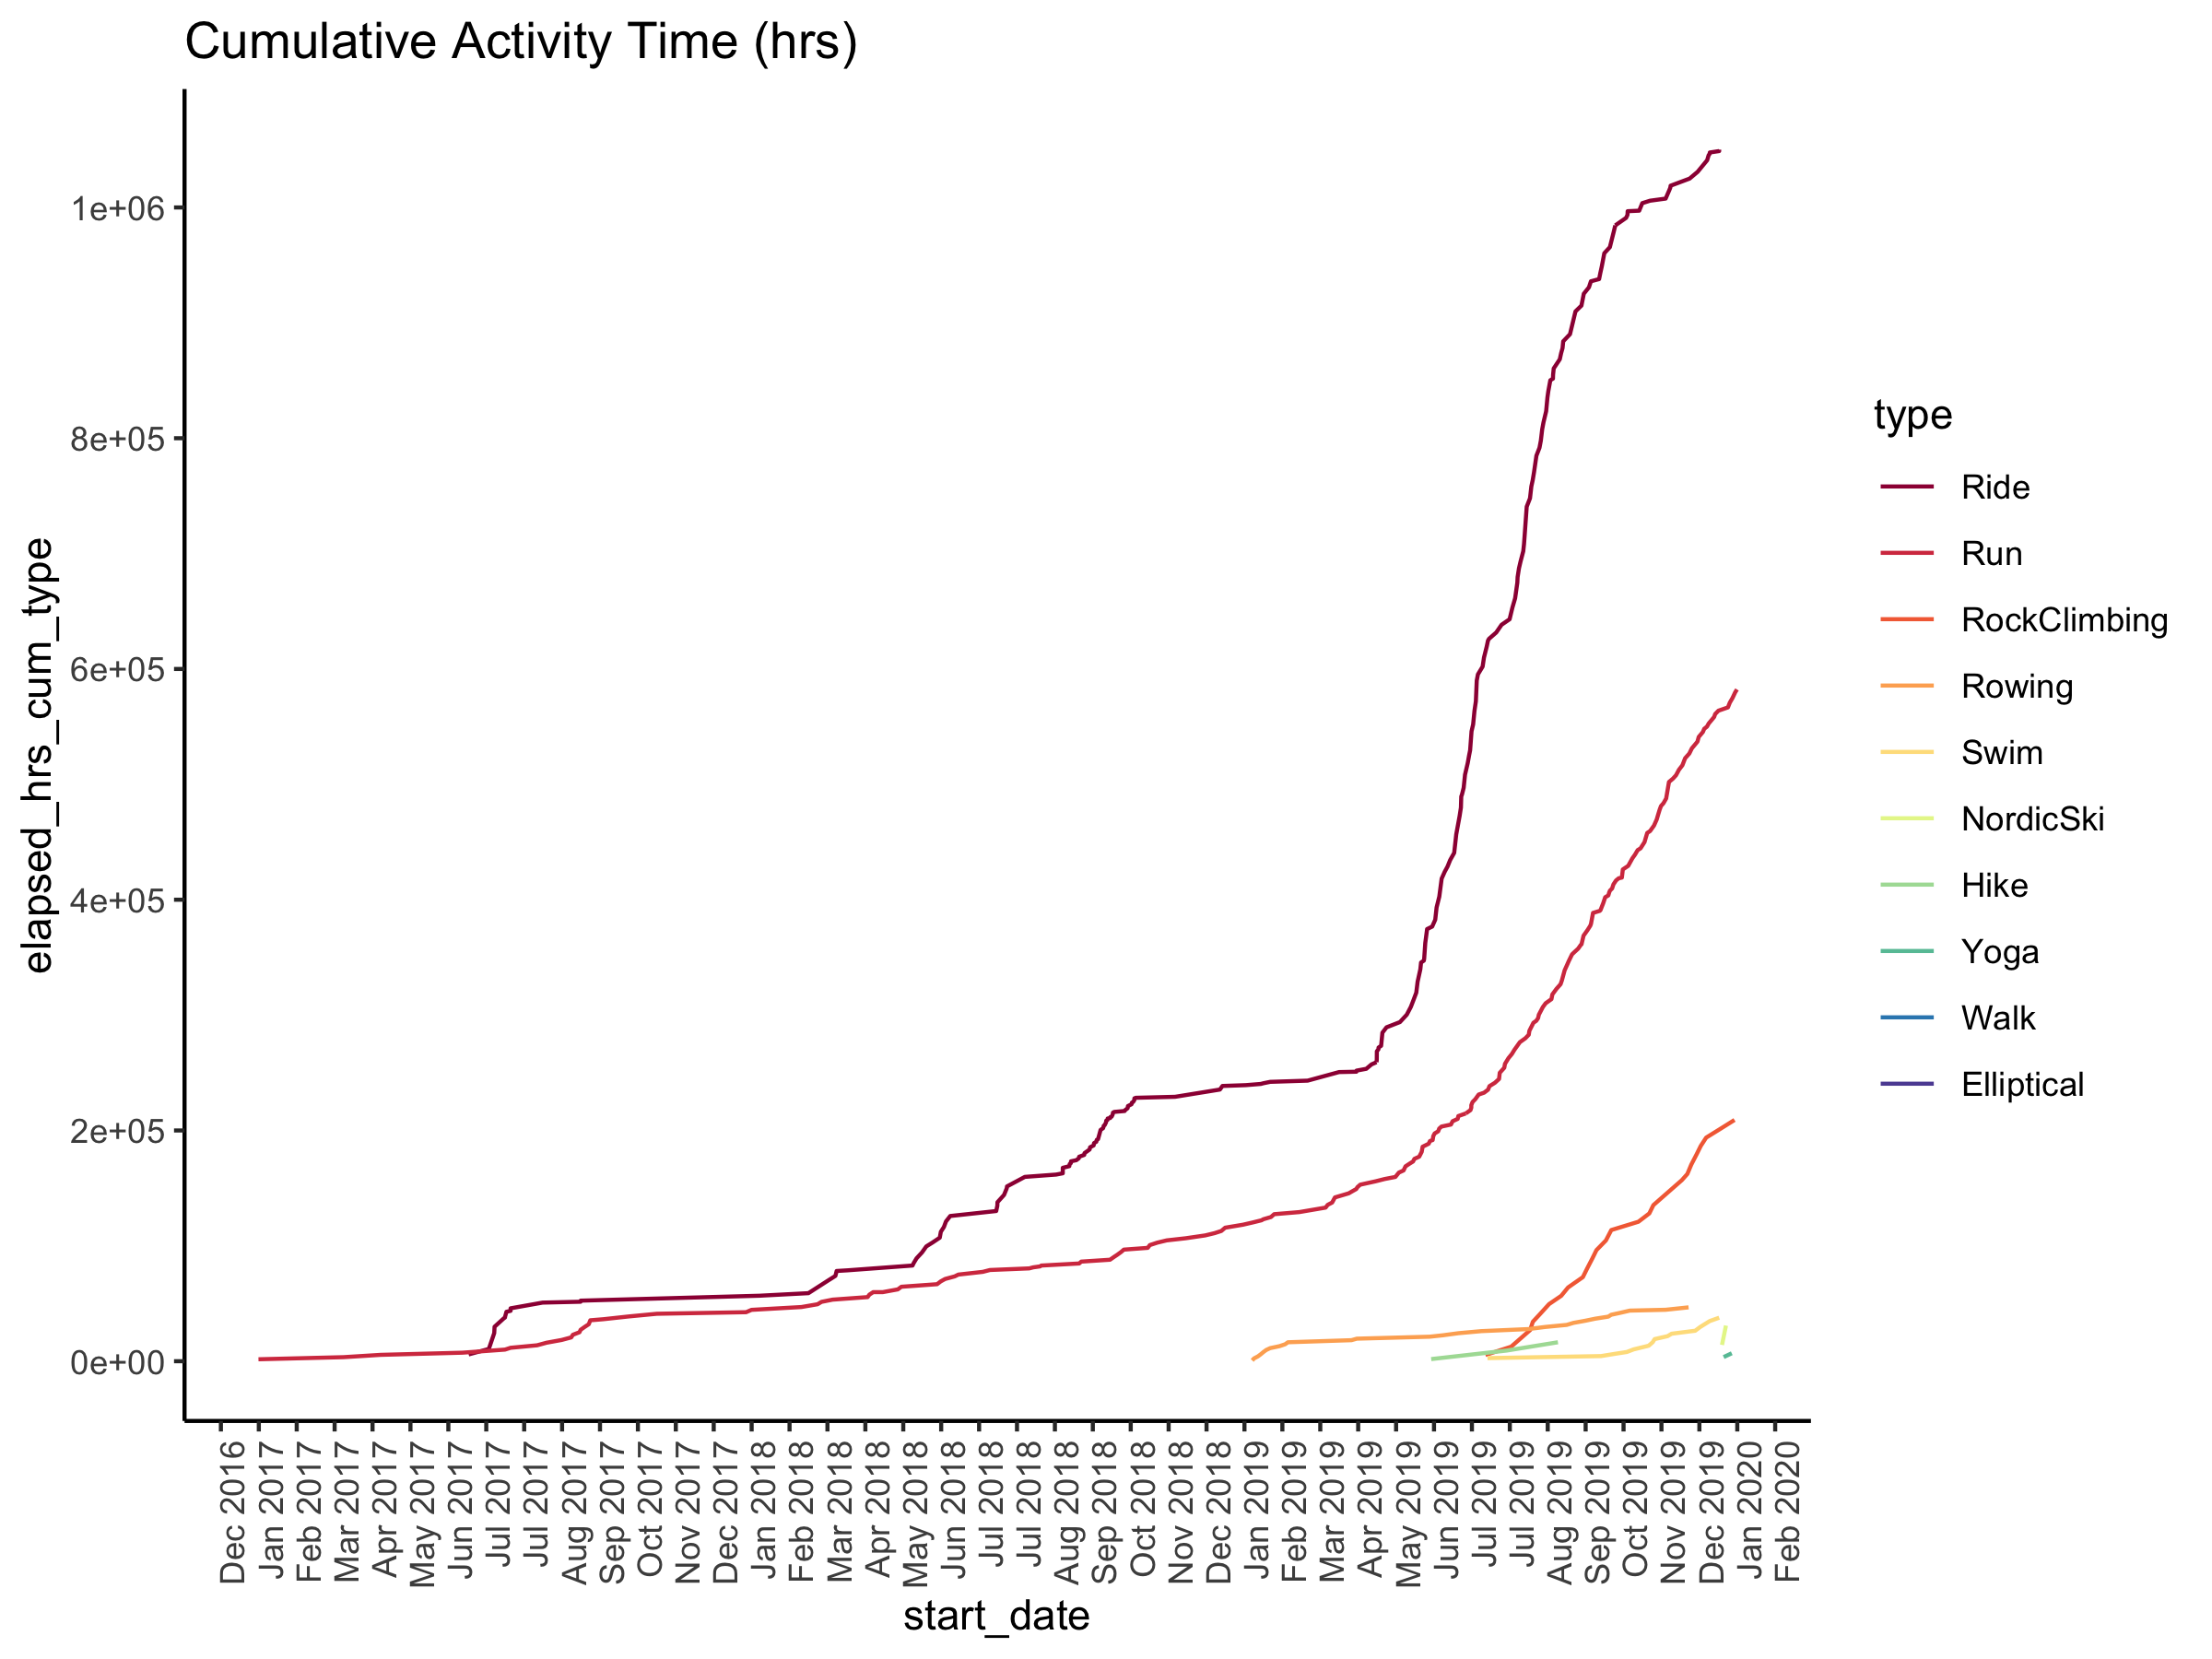 Cumulative Activity Time (hrs)
elapsed_hrs_cum_type
1e+06
8e+05
6e+05
4e+05
2e+05
0e+00
Dec 2016
Jan 2017
Feb 2017
Mar 2017
Apr 2017
May 2017
Jun 2017
Jul 2017
Jul 2017
Aug 2017
Sep 2017
Oct 2017
Nov 2017
Dec 2017
Jan 2018
Feb 2018
Mar 2018
Apr 2018
May 2018
Jun 2018
Jul 2018
Jul 2018
Aug 2018
Sep 2018
Oct 2018
Nov 2018
Dec 2018
Jan 2019
Feb 2019
Mar 2019
Apr 2019
May 2019
Jun 2019
Jul 2019
Jul 2019
Aug 2019
Sep 2019
Oct 2019
Nov 2019
Dec 2019
Jan 2020
Feb 2020
start_date
type
Ride
Run
RockClimbing
Rowing
Swim
NordicSki
Hike
Yoga
Walk
Elliptical